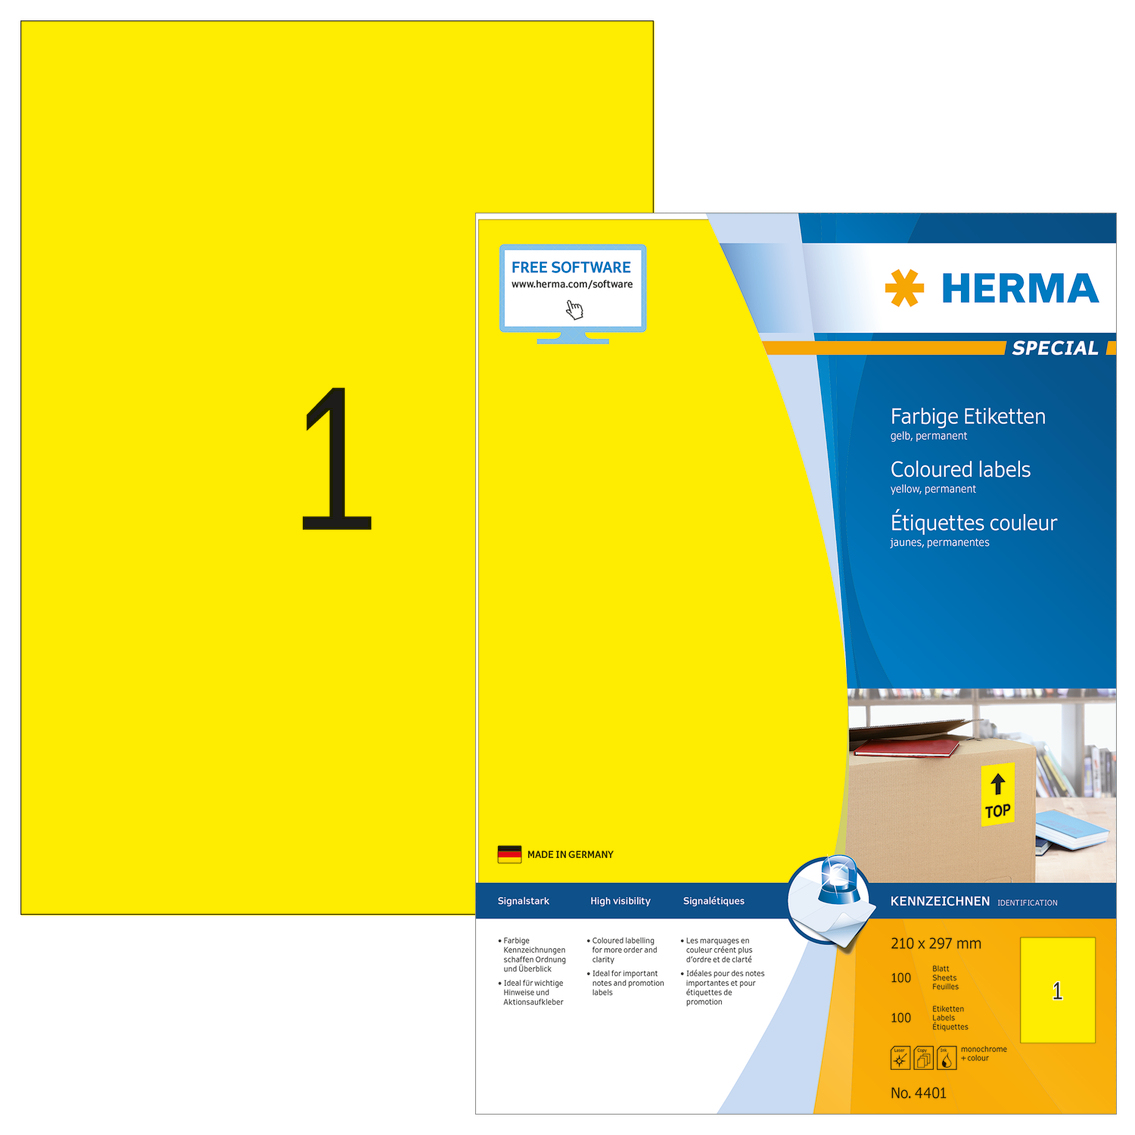 1
FREE SOFTWARE
www.herma.com/software
HERMA
SPECIAL
Farbige Etiketten
gelb, permanent
Coloured labels
yellow, permanent
Étiquettes couleur
jaunes, permanentes
TOP
MADE IN GERMANY
Signalstark
High visibility
Signalétiques
KENNZEICHNEN IDENTIFICATION
• Farbige
Kennzeichnungen
schaffen Ordnung
und Überblick
• Ideal für wichtige
Hinweise und
Aktionsaufkleber
• Coloured labelling
for more order and
clarity
• Ideal for important
notes and promotion
labels
• Les marquages en
couleur créent plus
d'ordre et de clarté
• Idéales pour des notes
importantes et pour
étiquettes de
promotion
210 x 297 mm
100
Blatt
Sheets
Feuilles
100
Etiketten
Labels
Étiquettes
1
Laser
Copy
Ink
monochrome
+ colour
No. 4401